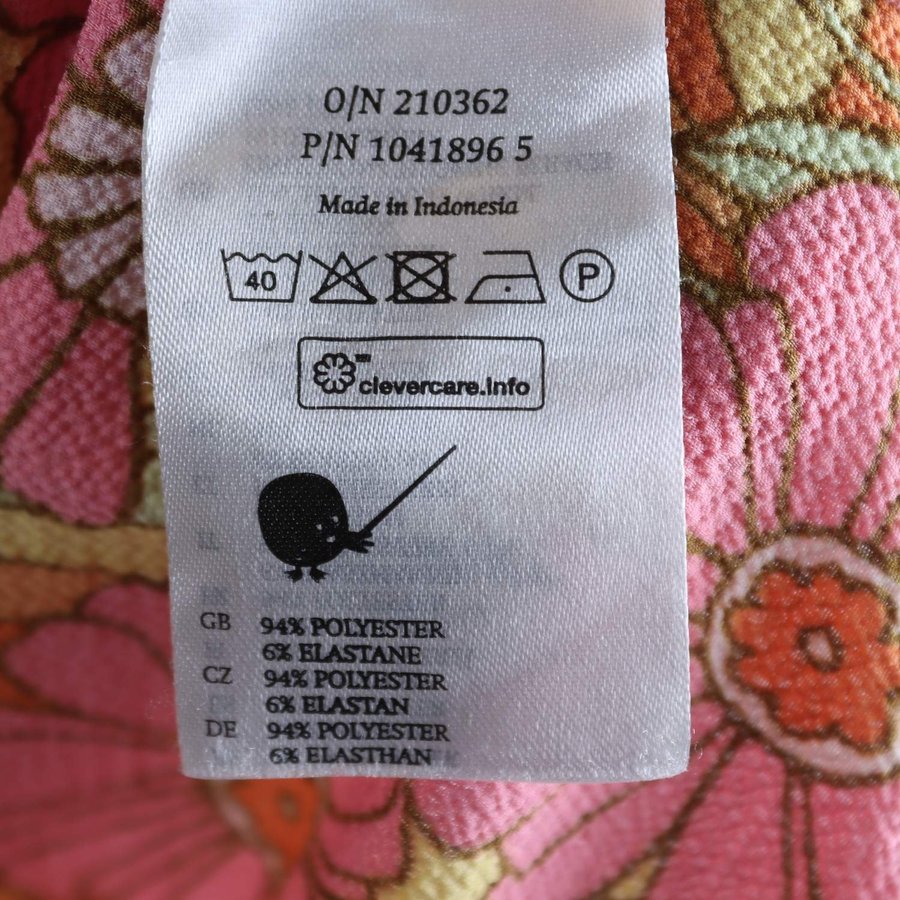 O/N 210362
P/N 1041896 5
Made in Indonesia
40 P
clevercare.info
GB 94% POLYESTER
6% ELASTANE
CZ 94% POLYESTER
6% ELASTAN
DE 94% POLYESTER
6% ELASTHAN